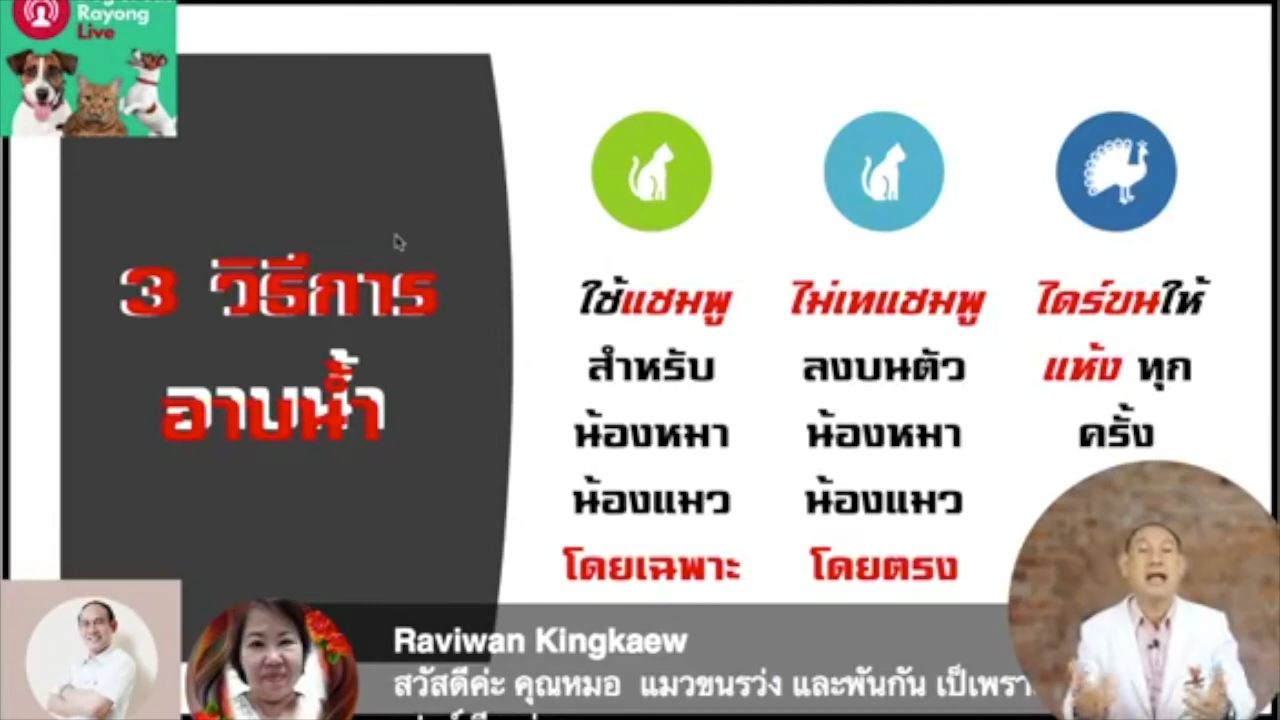 Rayong
Live
3 วิธีการ
อาบน้ำ
ใช้แชมพู
สำหรับ
น้องหมา
น้องแมว
โดยเฉพาะ
ไม่เทแชมพู
ลงบนตัว
น้องหมา
น้องแมว
โดยตรง
ไดร์ขนให้
แห้ง ทุก
ครั้ง
Raviwan Kingkaew
สวัสดีค่ะ คุณหมอ แมวขนรว่ง และพันกัน เป็เพรา